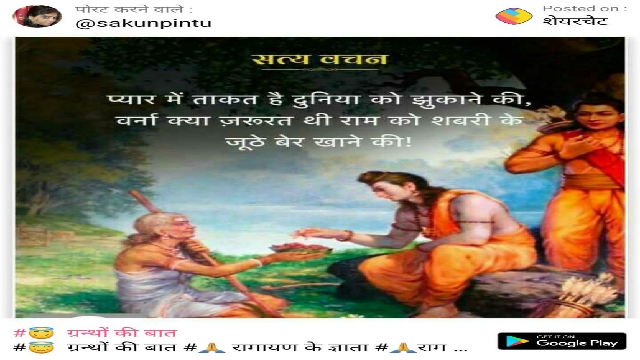 पोस्ट करने वाले :
@sakunpintu
Posted on :
शेयरचैट
सत्य वचन
प्यार में ताकत है दुनिया को झुकाने की,
वर्ना क्या ज़रूरत थी राम को शबरी के
जूठे बेर खाने की!
#😇 ग्रन्थों की बात
#😇 ग्रन्थों की बात #🙏 रामायण के ज्ञाता #🙏राम ...
GET IT ON
Google Play